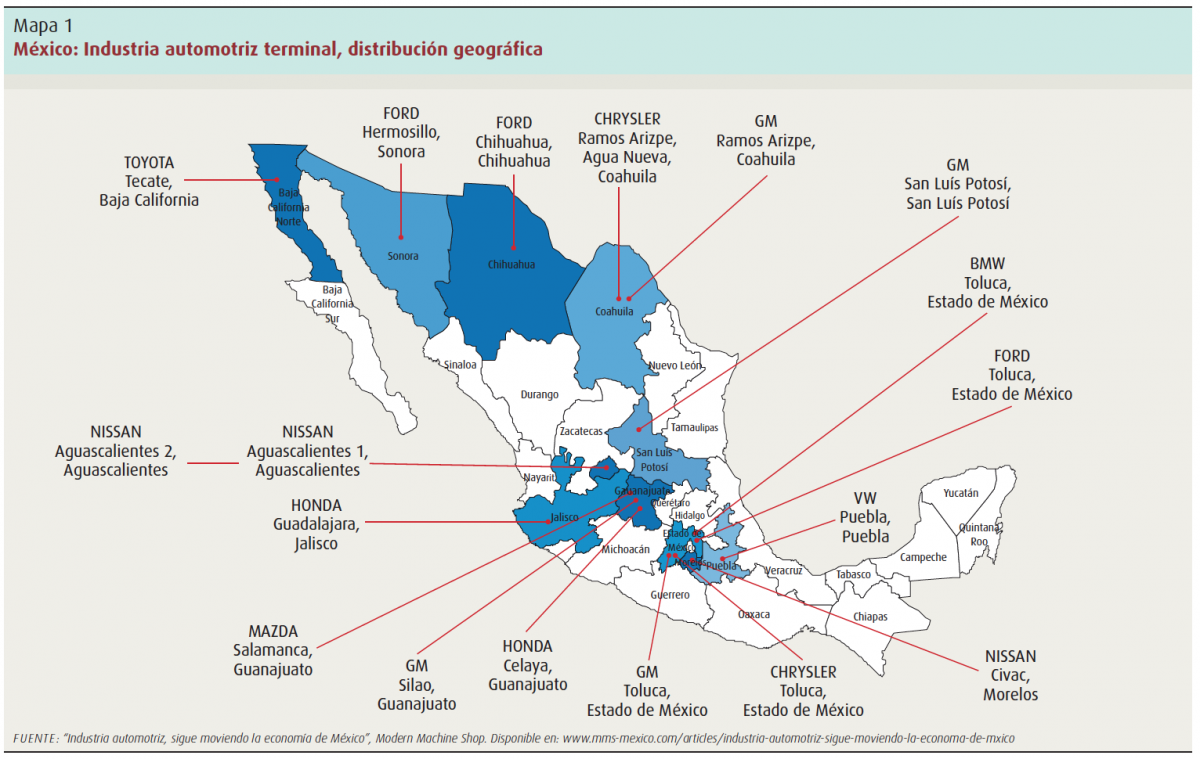 Mapa 1
México: Industria automotriz terminal, distribución geográfica
FORD
Hermosillo,
Sonora
FORD
Chihuahua,
Chihuahua
CHRYSLER
Ramos Arizpe,
Agua Nueva,
Coahuila
GM
Ramos Arizpe,
Coahuila
TOYOTA
Tecate,
Baja California
GM
San Luís Potosí,
San Luís Potosí
BMW
Toluca,
Estado de México
FORD
Toluca,
Estado de México
Baja
California
Norte
Sonora
Chihuahua
Coahuila
Baja
California
Sur
Sinaloa
Durango
Nuevo León
Zacatecas
Tamaulipas
San Luis
Potosí
Nayarit
Gauanajuato
Querétaro
Hidalgo
Jalisco
Estado de
México
Michoacán
Morelos
Puebla
Veracruz
Guerrero
Oaxaca
Tabasco
Chiapas
Campeche
Yucatán
Quintana
Roo
NISSAN
Aguascalientes 2,
Aguascalientes
NISSAN
Aguascalientes 1,
Aguascalientes
HONDA
Guadalajara,
Jalisco
VW
Puebla,
Puebla
MAZDA
Salamanca,
Guanajuato
GM
Silao,
Guanajuato
HONDA
Celaya,
Guanajuato
GM
Toluca,
Estado de México
CHRYSLER
Toluca,
Estado de México
NISSAN
Civac,
Morelos
FUENTE: “Industria automotriz, sigue moviendo la economía de México”, Modern Machine Shop. Disponible en: www.mms-mexico.com/articles/industria-automotriz-sigue-moviendo-la-economa-de-mxico